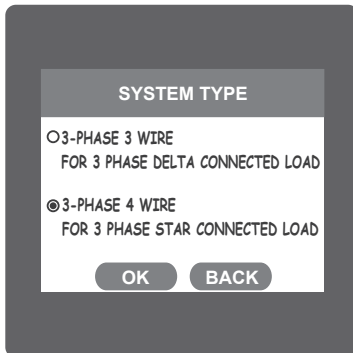 SYSTEM TYPE
3-PHASE 3 WIRE
FOR 3 PHASE DELTA CONNECTED LOAD
3-PHASE 4 WIRE
FOR 3 PHASE STAR CONNECTED LOAD
OK BACK